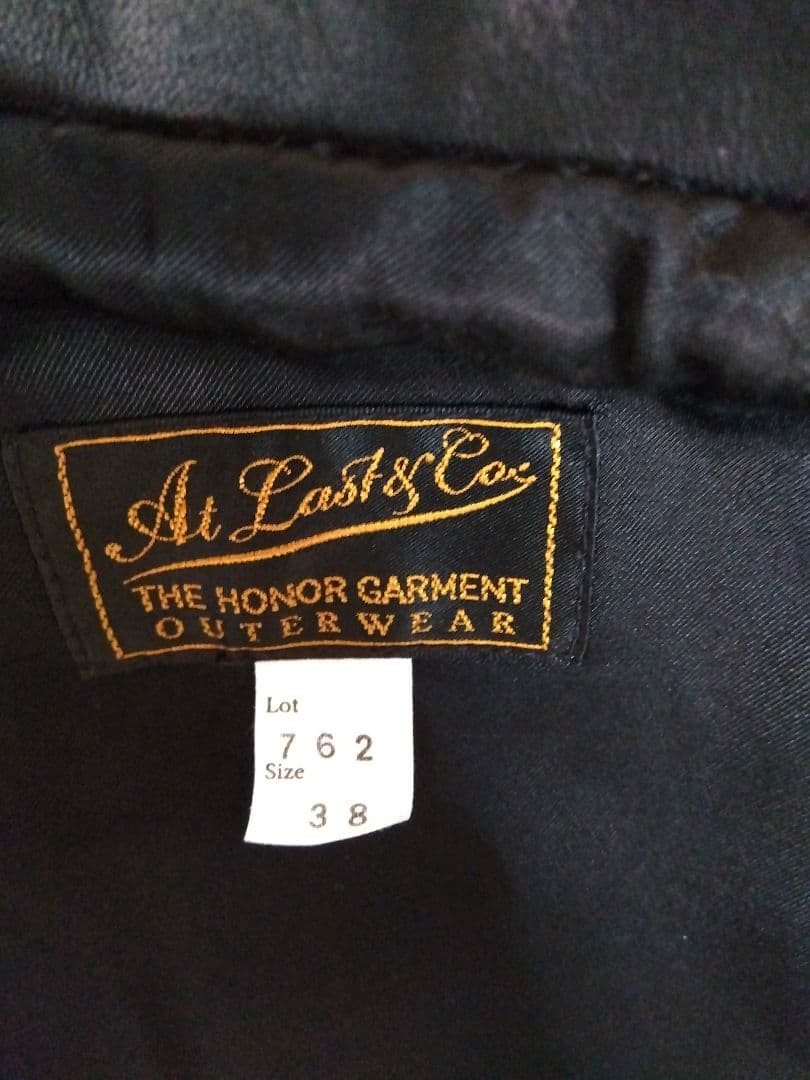 At Last & Co.
THE HONOR GARMENT
OUTERWEAR
Lot
762
Size
38